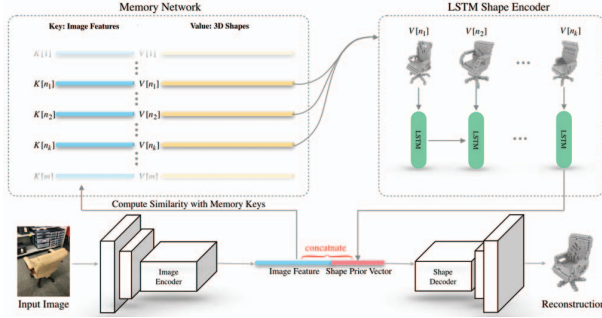 Memory Network
LSTM Shape Encoder
Key: Image Features
Value: 3D Shapes
K[1]
V[1]
K[n₁]
V[n₁]
K[n₂]
V[n₂]
K[nₖ]
V[nₖ]
K[m]
V[m]
V[n₁]
V[n₂]
V[nₖ]
LSTM
LSTM
LSTM
Compute Similarity with Memory Keys
concatnate
Image
Encoder
Image Feature
Shape Prior Vector
Shape
Decoder
Input Image
Reconstruction